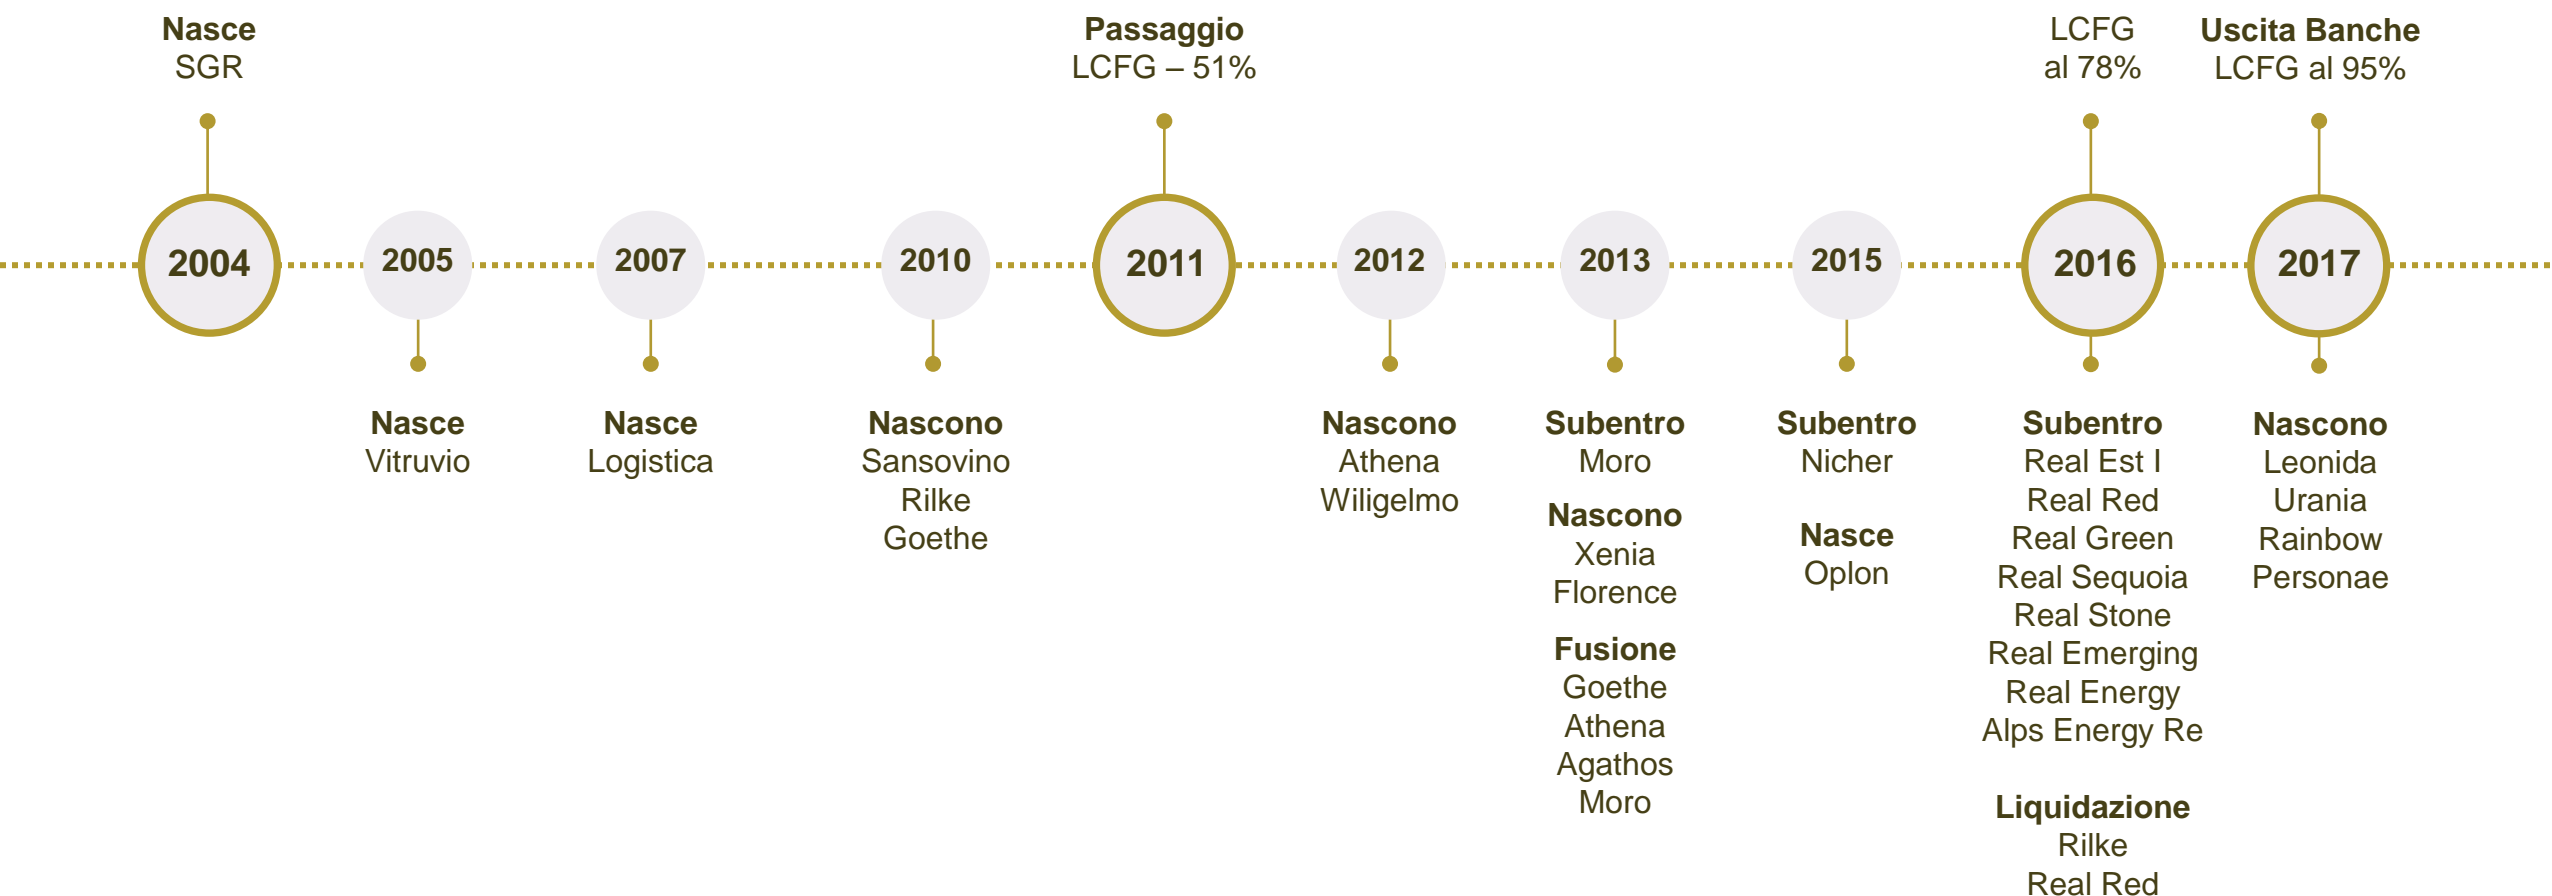 Nasce
SGR
Passaggio
LCFG – 51%
LCFG
al 78%
Uscita Banche
LCFG al 95%
2004
2005
2007
2010
2011
2012
2013
2015
2016
2017
Nasce
Vitruvio
Nasce
Logistica
Nascono
Sansovino
Rilke
Goethe
Nascono
Athena
Wiligelmo
Subentro
Moro
Nascono
Xenia
Florence
Fusione
Goethe
Athena
Agathos
Moro
Subentro
Nicher
Nasce
Oplon
Subentro
Real Est I
Real Red
Real Green
Real Sequoia
Real Stone
Real Emerging
Real Energy
Alps Energy Re
Liquidazione
Rilke
Real Red
Nascono
Leonida
Urania
Rainbow
Personae